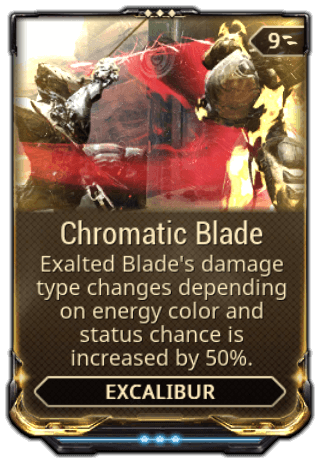 9
Chromatic Blade
Exalted Blade's damage
type changes depending
on energy color and
status chance is
increased by 50%.
EXCALIBUR